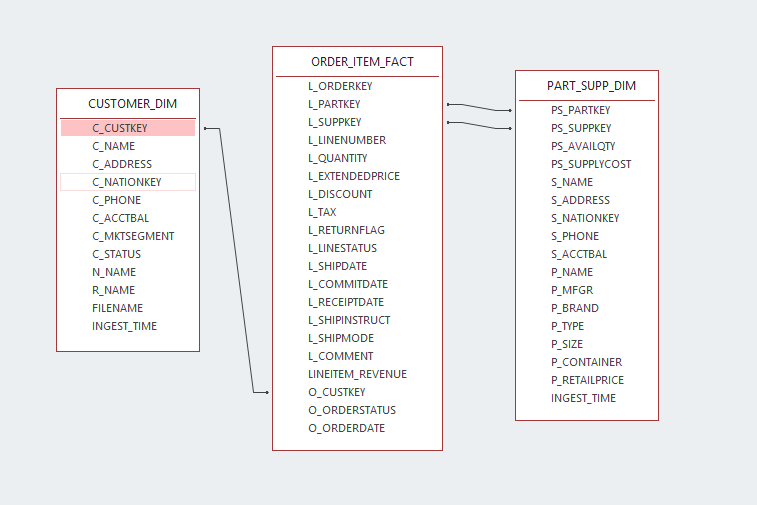 CUSTOMER_DIM
C_CUSTKEY
C_NAME
C_ADDRESS
C_NATIONKEY
C_PHONE
C_ACCTBAL
C_MKTSEGMENT
C_STATUS
N_NAME
R_NAME
FILENAME
INGEST_TIME
ORDER_ITEM_FACT
L_ORDERKEY
L_PARTKEY
L_SUPPKEY
L_LINENUMBER
L_QUANTITY
L_EXTENDEDPRICE
L_DISCOUNT
L_TAX
L_RETURNFLAG
L_LINESTATUS
L_SHIPDATE
L_COMMITDATE
L_RECEIPTDATE
L_SHIPINSTRUCT
L_SHIPMODE
L_COMMENT
LINEITEM_REVENUE
O_CUSTKEY
O_ORDERSTATUS
O_ORDERDATE
PART_SUPP_DIM
PS_PARTKEY
PS_SUPPKEY
PS_AVAILQTY
PS_SUPPLYCOST
S_NAME
S_ADDRESS
S_NATIONKEY
S_PHONE
S_ACCTBAL
P_NAME
P_MFGR
P_BRAND
P_TYPE
P_SIZE
P_CONTAINER
P_RETAILPRICE
INGEST_TIME